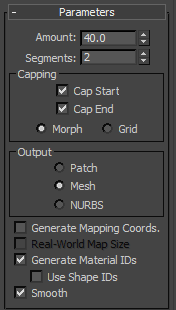 - Parameters
Amount: 40.0
Segments: 2
Capping
Cap Start
Cap End
Morph Grid
Output
Patch
Mesh
NURBS
Generate Mapping Coords.
Real-World Map Size
Generate Material IDs
Use Shape IDs
Smooth